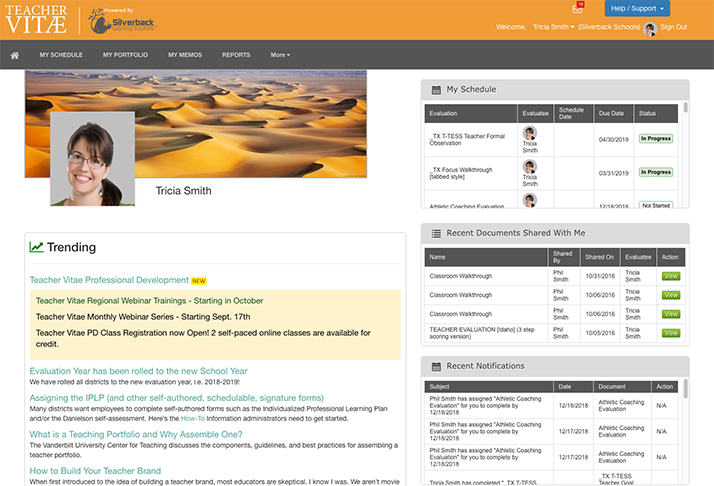 TEACHER
VITÆ
Powered By
Silverback
Learning Solutions
Help / Support
Welcome, Tricia Smith (Silverback Schools) Sign Out
MY SCHEDULE MY PORTFOLIO MY MEMOS REPORTS More
Tricia Smith
Trending
Teacher Vitae Professional Development NEW
Teacher Vitae Regional Webinar Trainings - Starting in October
Teacher Vitae Monthly Webinar Series - Starting Sept. 17th
Teacher Vitae PD Class Registration now Open! 2 self-paced online classes are available for
credit.
Evaluation Year has been rolled to the new School Year
We have rolled all districts to the new evaluation year, i.e. 2018-2019!
Assigning the IPLP (and other self-authored, schedulable, signature forms)
Many districts want employees to complete self-authored forms such as the Individualized Professional Learning Plan
and/or the Danielson self-assessment. Here's the How-To Information administrators need to get started.
What is a Teaching Portfolio and Why Assemble One?
The Vanderbilt University Center for Teaching discusses the components, guidelines, and best practices for assembling a
teacher portfolio.
How to Build Your Teacher Brand
When first introduced to the idea of building a teacher brand, most educators are skeptical. I know I was. We aren't movie
My Schedule
Evaluation Evaluatee Schedule Date Due Date Status
_TX T-TESS Teacher Formal
Observation Tricia Smith 04/30/2019 In Progress
_TX Focus Walkthrough
[tabbed style] Tricia Smith 03/31/2019 In Progress
Athletic Coaching Evaluation 12/18/2018 Not Started
Recent Documents Shared With Me
Name Shared By Shared On Evaluatee Action
Classroom Walkthrough Phil Smith 10/31/2016 Tricia Smith View
Classroom Walkthrough Phil Smith 10/06/2016 Tricia Smith View
Classroom Walkthrough Phil Smith 10/06/2016 Tricia Smith View
TEACHER EVALUATION [Idaho] (3 step
scoring version) Phil Smith 10/05/2016 Tricia Smith View
Recent Notifications
Subject Date Document Action
Phil Smith has assigned "Athletic Coaching
Evaluation" for you to complete by
12/18/2018 12/18/2018 Athletic Coaching Evaluation N/A
Phil Smith has assigned "Athletic Coaching
Evaluation" for you to complete by
12/18/2018 12/17/2018 Athletic Coaching Evaluation N/A
Phil Smith has assigned "Athletic Coaching
Evaluation" for you to complete by
12/18/2018 12/17/2018 Athletic Coaching Evaluation N/A
Tricia Smith has completed "_TX T-TESS
_TX T-TESS
Teacher Goal